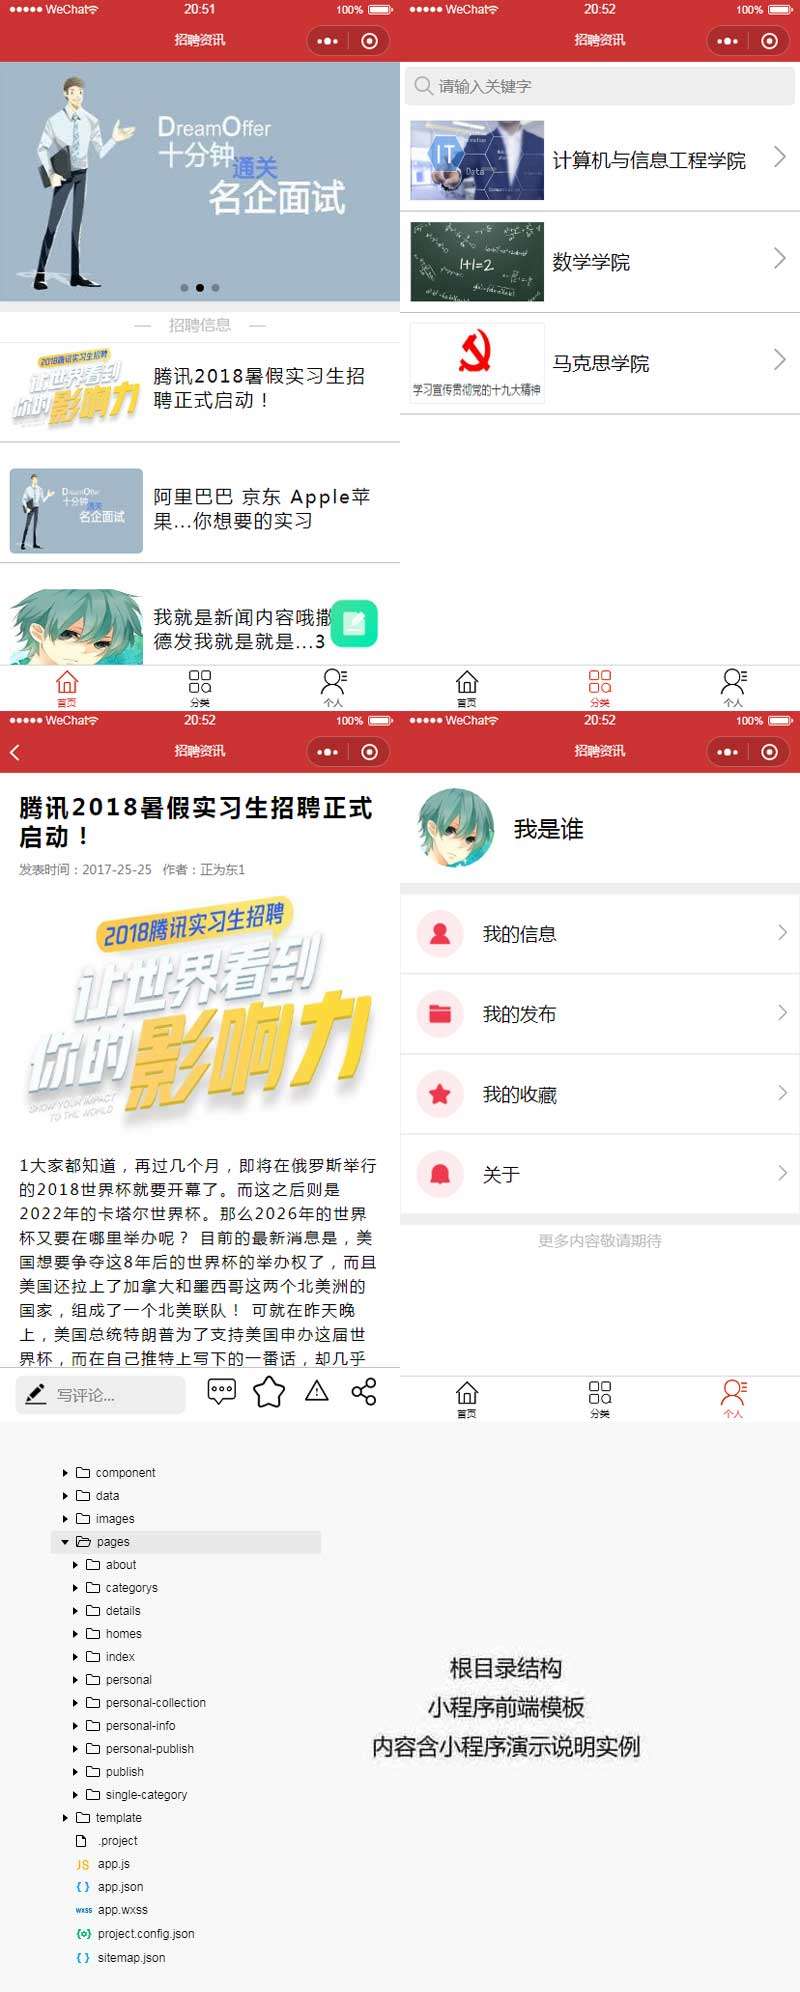 ●●●●● WeChat
20:51
100%
招聘资讯
DreamOffer
十分钟
通关
名企面试
招聘信息
2018腾讯实习生招聘
让世界看到
你的影响力
腾讯2018暑假实习生招
聘正式启动！
DreamOffer
十分钟
通关
名企面试
阿里巴巴 京东 Apple苹
果...你想要的实习
我就是新闻内容哦撒
德发我就是就是...3
首页
分类
个人
●●●●● WeChat
20:52
100%
招聘资讯
请输入关键字
IT
Data
计算机与信息工程学院
1+1=2
数学学院
学习宣传贯彻党的十九大精神
马克思学院
首页
分类
个人
●●●●● WeChat
20:52
100%
招聘资讯
腾讯2018暑假实习生招聘正式
启动！
发表时间：2017-25-25 作者：正为东1
2018腾讯实习生招聘
让世界看到
你的影响力
SHOW YOUR IMPACT
TO THE WORLD
1大家都知道，再过几个月，即将在俄罗斯举行
的2018世界杯就要开幕了。而这之后则是
2022年的卡塔尔世界杯。那么2026年的世界
杯又要在哪里举办呢？ 目前的最新消息是，美
国想要争夺这8年后的世界杯的举办权了，而且
美国还拉上了加拿大和墨西哥这两个北美洲的
国家，组成了一个北美联队！ 可就在昨天晚
上，美国总统特朗普为了支持美国申办这届世
界杯，而在自己推特上写下的一番话，却几乎
写评论...
●●●●● WeChat
20:52
100%
招聘资讯
我是谁
我的信息
我的发布
我的收藏
关于
更多内容敬请期待
首页
分类
个人
component
data
images
pages
about
categorys
details
homes
index
personal
personal-collection
personal-info
personal-publish
publish
single-category
template
.project
JS app.js
{ } app.json
wxss app.wxss
{o} project.config.json
{ } sitemap.json
根目录结构
小程序前端模板
内容含小程序演示说明实例